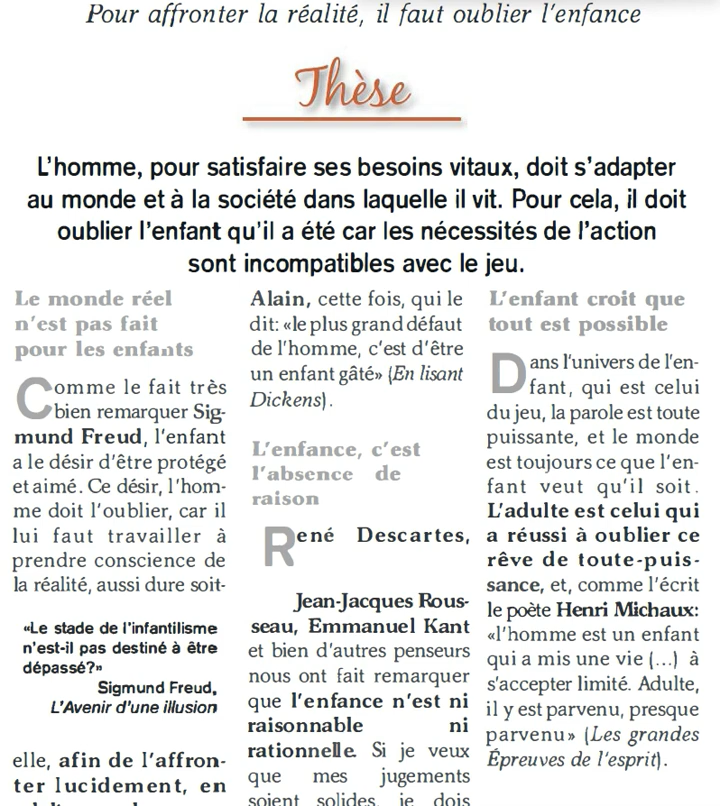 Pour affronter la réalité, il faut oublier l'enfance
Thèse
L'homme, pour satisfaire ses besoins vitaux, doit s'adapter
au monde et à la société dans laquelle il vit. Pour cela, il doit
oublier l'enfant qu'il a été car les nécessités de l'action
sont incompatibles avec le jeu.
Le monde réel
n'est pas fait
pour les enfants
Comme le fait très
bien remarquer Sig-
mund Freud, l'enfant
a le désir d'être protégé
et aimé. Ce désir, l'hom-
me doit l'oublier, car il
lui faut travailler à
prendre conscience de
la réalité, aussi dure soit-
«Le stade de l'infantilisme
n'est-il pas destiné à être
dépassé?»
Sigmund Freud,
L'Avenir d'une illusion
elle, afin de l'affron-
ter lucidement, en
Alain, cette fois, qui le
dit: «le plus grand défaut
de l'homme, c'est d'être
un enfant gâté» (En lisant
Dickens).
L'enfance, c'est
l'absence de
raison
René Descartes,
Jean-Jacques Rous-
seau, Emmanuel Kant
et bien d'autres penseurs
nous ont fait remarquer
que l'enfance n'est ni
raisonnable ni
rationnelle. Si je veux
que mes jugements
soient solides, je dois
L'enfant croit que
tout est possible
Dans l'univers de l'en-
fant, qui est celui
du jeu, la parole est toute
puissante, et le monde
est toujours ce que l'en-
fant veut qu'il soit.
L'adulte est celui qui
a réussi à oublier ce
rêve de toute-puis-
sance, et, comme l'écrit
le poète Henri Michaux:
«l'homme est un enfant
qui a mis une vie (...) à
s'accepter limité. Adulte,
il y est parvenu, presque
parvenu» (Les grandes
Épreuves de l'esprit).